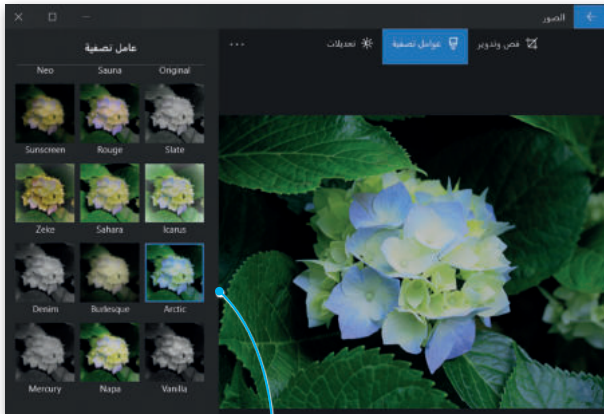 الصور
قص وتدوير
عوامل تصفية
تعديلات
عامل تصفية
Neo Sauna Original
Sunscreen Rouge Slate
Zeke Sahara Icarus
Denim Burlesque Arctic
Mercury Napa Vanilla